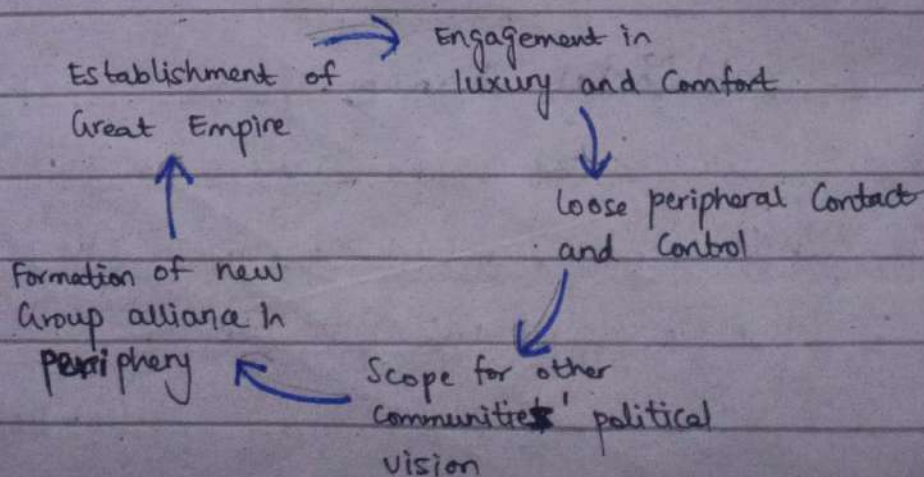 Establishment of
Great Empire
Engagement in
luxury and Comfort
loose peripheral Contact
and Control
Scope for other
communities' political
vision
Formation of new
Group alliance in
periphery